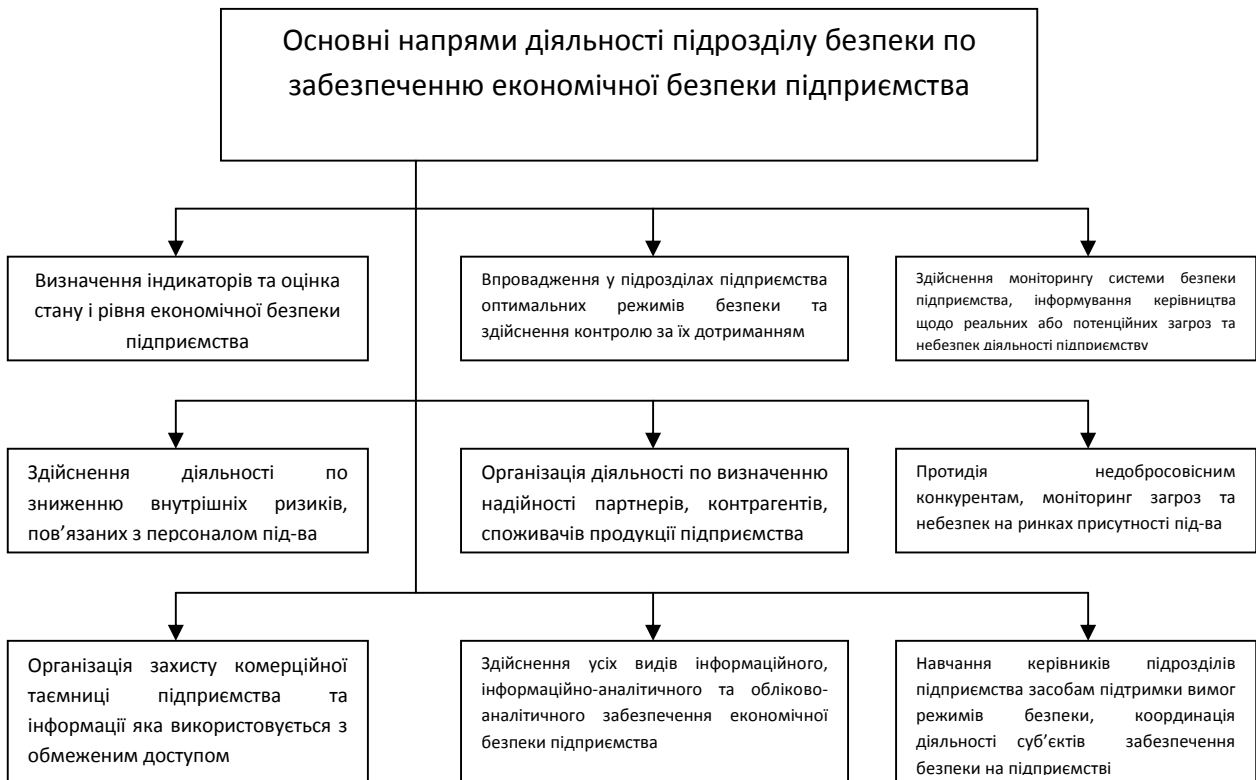 Основні напрями діяльності підрозділу безпеки по
забезпеченню економічної безпеки підприємства
Визначення індикаторів та оцінка
стану і рівня економічної безпеки
підприємства
Впровадження у підрозділах підприємства
оптимальних режимів безпеки та
здійснення контролю за їх дотриманням
Здійснення моніторингу системи безпеки
підприємства, інформування керівництва
щодо реальних або потенційних загроз та
небезпек діяльності підприємству
Здійснення діяльності по
зниженню внутрішніх ризиків,
пов’язаних з персоналом під-ва
Організація діяльності по визначенню
надійності партнерів, контрагентів,
споживачів продукції підприємства
Протидія недобросовісним
конкурентам, моніторинг загроз та
небезпек на ринках присутності під-ва
Організація захисту комерційної
таємниці підприємства та
інформації яка використовується з
обмеженим доступом
Здійснення усіх видів інформаційного,
інформаційно-аналітичного та обліково-
аналітичного забезпечення економічної
безпеки підприємства
Навчання керівників підрозділів
підприємства засобам підтримки вимог
режимів безпеки, координація
діяльності суб’єктів забезпечення
безпеки на підприємстві